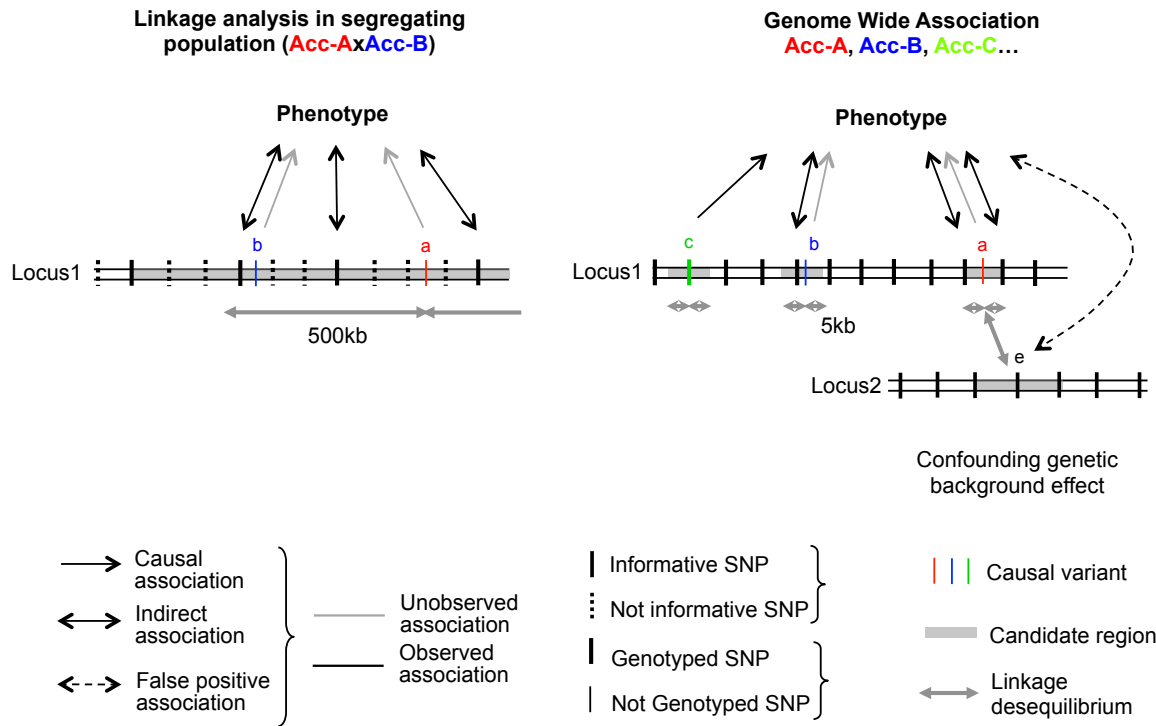 Linkage analysis in segregating
population (Acc-AxAcc-B)
Phenotype
b
a
Locus1
500kb
Genome Wide Association
Acc-A, Acc-B, Acc-C…
Phenotype
c
b
a
Locus1
5kb
e
Locus2
Confounding genetic
background effect
Causal
association
Indirect
association
False positive
association
Unobserved
association
Observed
association
Informative SNP
Not informative SNP
Genotyped SNP
Not Genotyped SNP
Causal variant
Candidate region
Linkage
desequilibrium